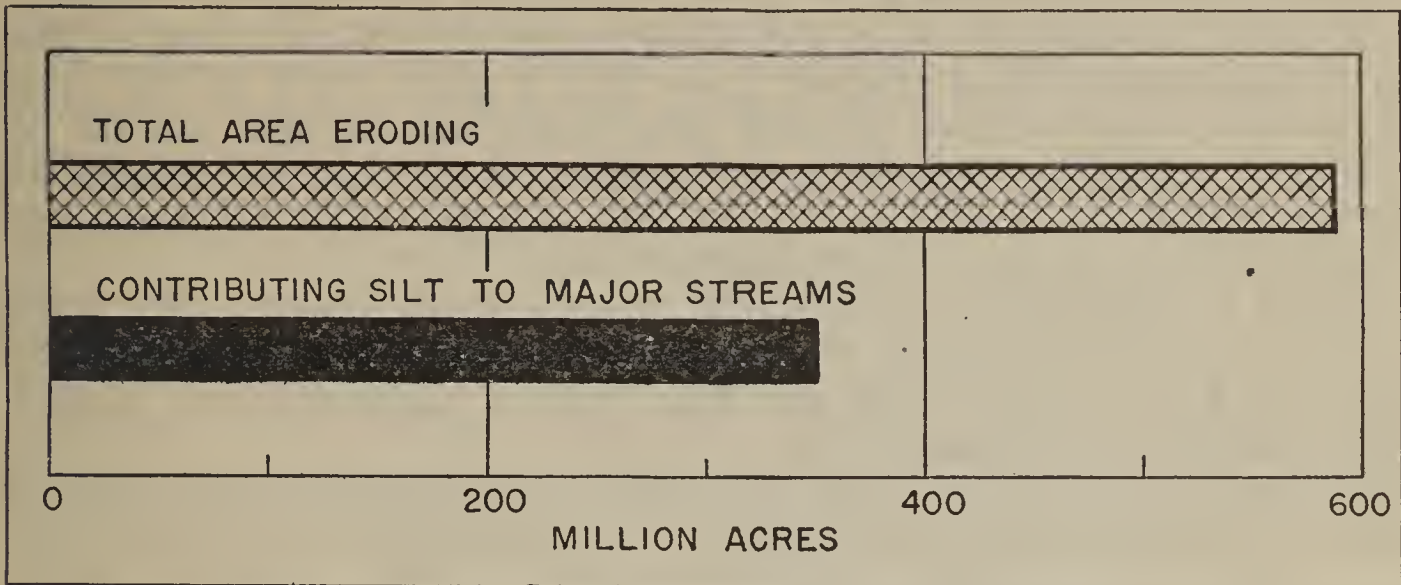 TOTAL AREA ERODING
CONTRIBUTING SILT TO MAJOR STREAMS
0 200 400 600
MILLION ACRES